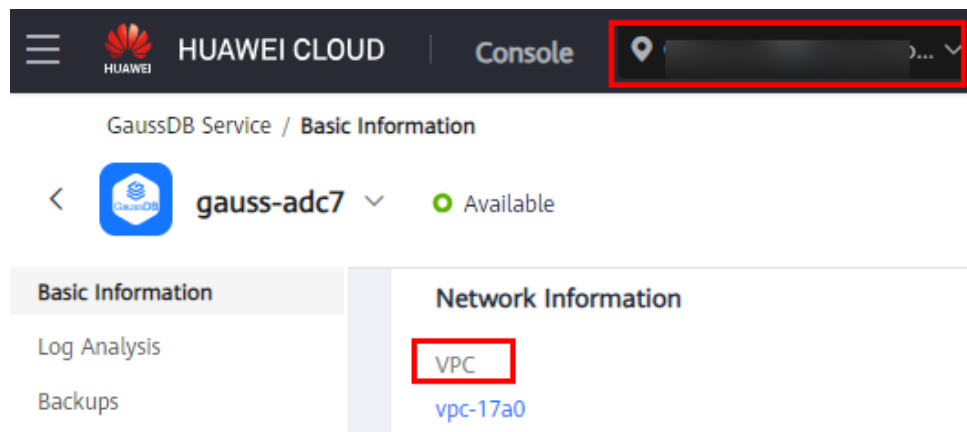 HUAWEI HUAWEI CLOUD Console
GaussDB Service / Basic Information
GaussDB gauss-adc7 Available
Basic Information
Log Analysis
Backups
Network Information
VPC
vpc-17a0